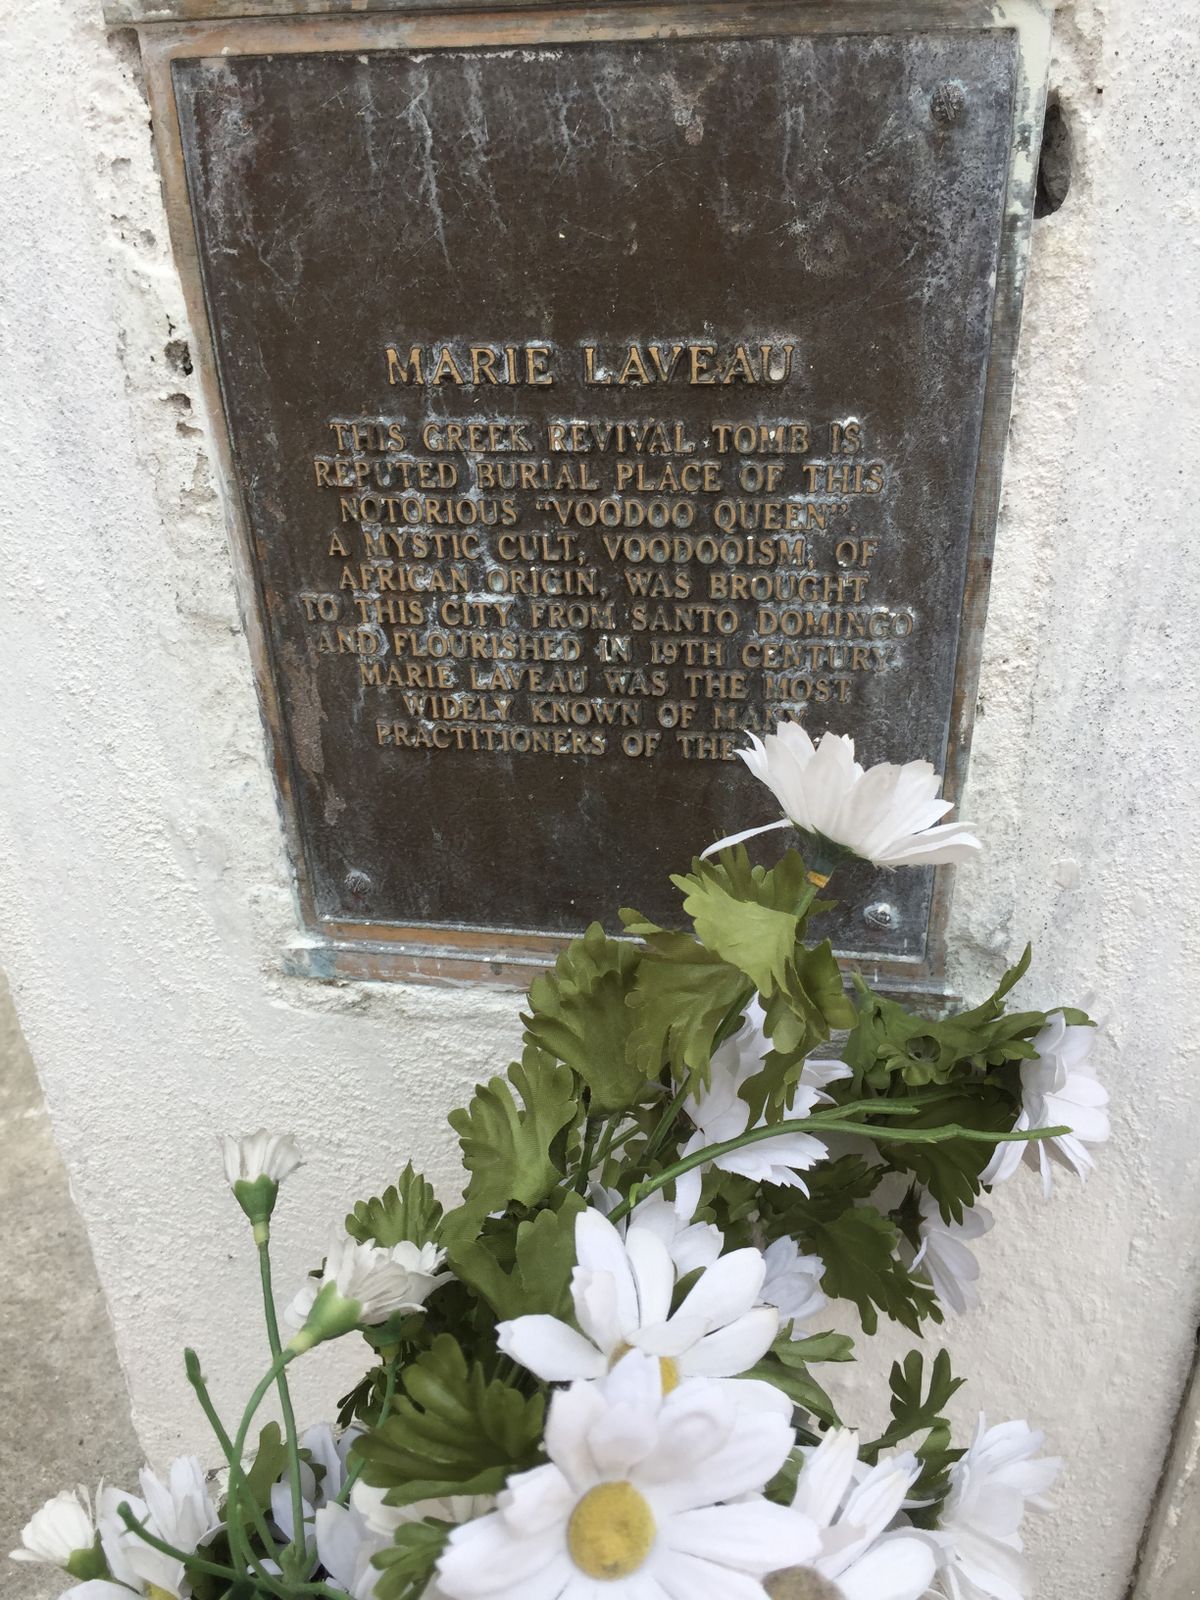 MARIE LAVEAU
THIS GREEK REVIVAL TOMB IS
REPUTED BURIAL PLACE OF THIS
NOTORIOUS "VOODOO QUEEN".
A MYSTIC CULT, VOODOOISM, OF
AFRICAN ORIGIN, WAS BROUGHT
TO THIS CITY FROM SANTO DOMINGO
AND FLOURISHED IN 19TH CENTURY.
MARIE LAVEAU WAS THE MOST
WIDELY KNOWN OF MANY
PRACTITIONERS OF THE